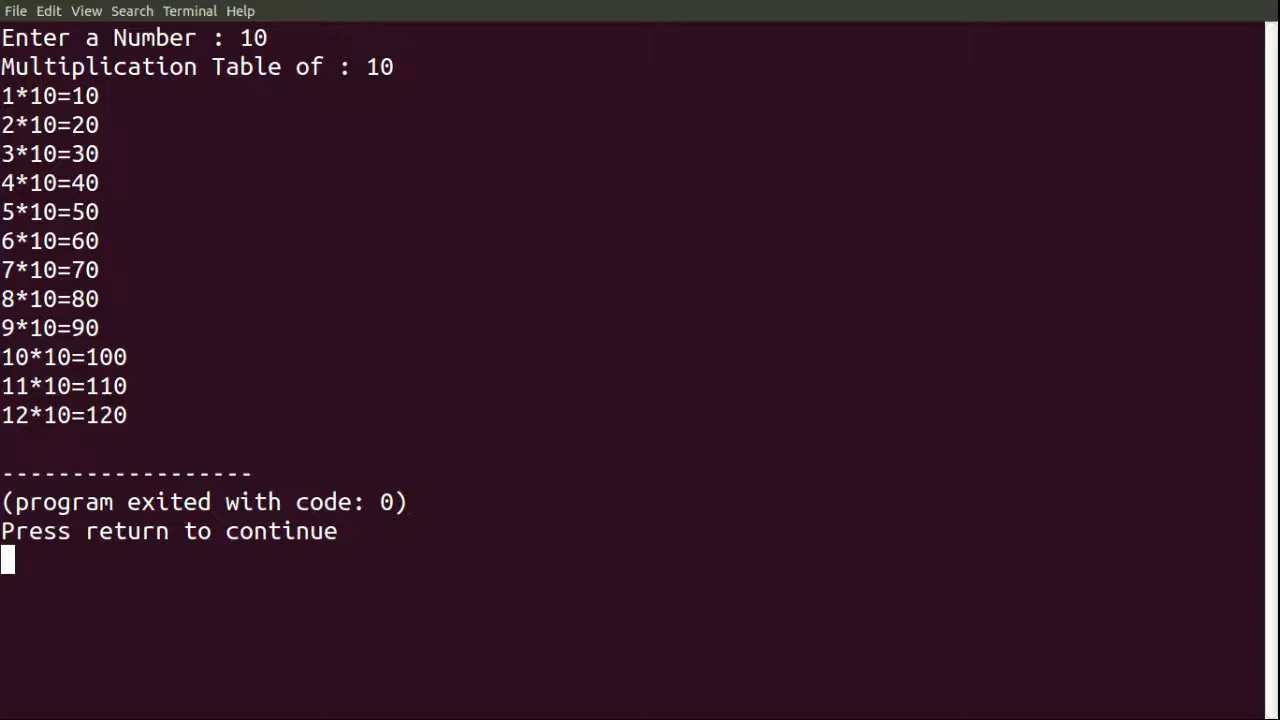 File Edit View Search Terminal Help
Enter a Number : 10
Multiplication Table of : 10
1*10=10
2*10=20
3*10=30
4*10=40
5*10=50
6*10=60
7*10=70
8*10=80
9*10=90
10*10=100
11*10=110
12*10=120
------------------
(program exited with code: 0)
Press return to continue